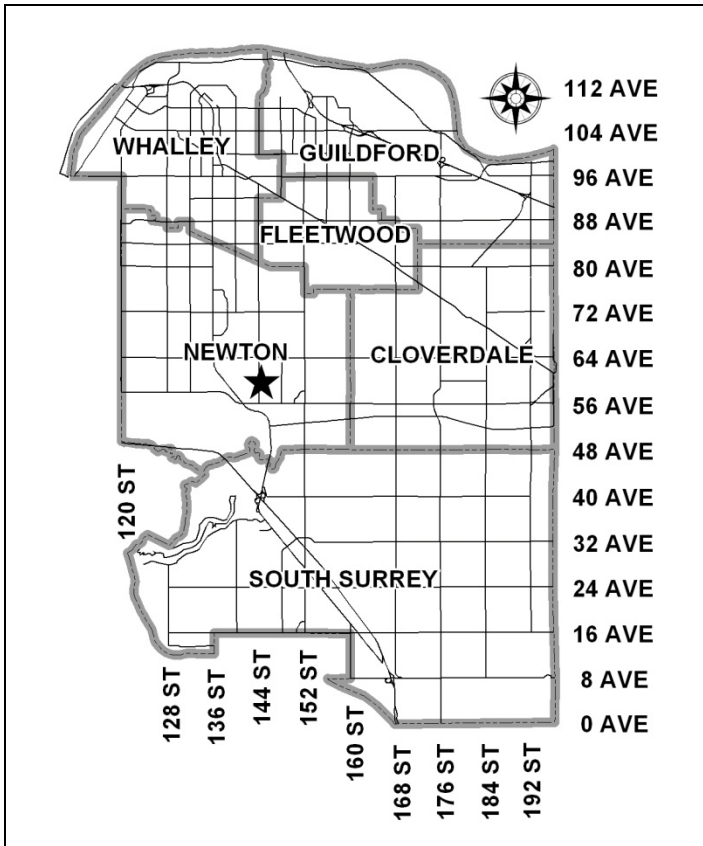 112 AVE
104 AVE
WHALLEY
GUILDFORD
96 AVE
88 AVE
FLEETWOOD
80 AVE
72 AVE
NEWTON
CLOVERDALE
64 AVE
56 AVE
48 AVE
120 ST
40 AVE
32 AVE
SOUTH SURREY
24 AVE
16 AVE
8 AVE
0 AVE
128 ST
136 ST
144 ST
152 ST
160 ST
168 ST
176 ST
184 ST
192 ST